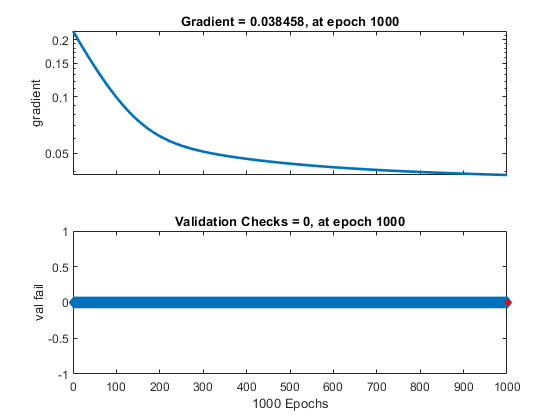 Gradient = 0.038458, at epoch 1000
0.2
0.15
0.1
0.05
gradient
Validation Checks = 0, at epoch 1000
1
0.5
0
-0.5
-1
val fail
0 100 200 300 400 500 600 700 800 900 1000
1000 Epochs